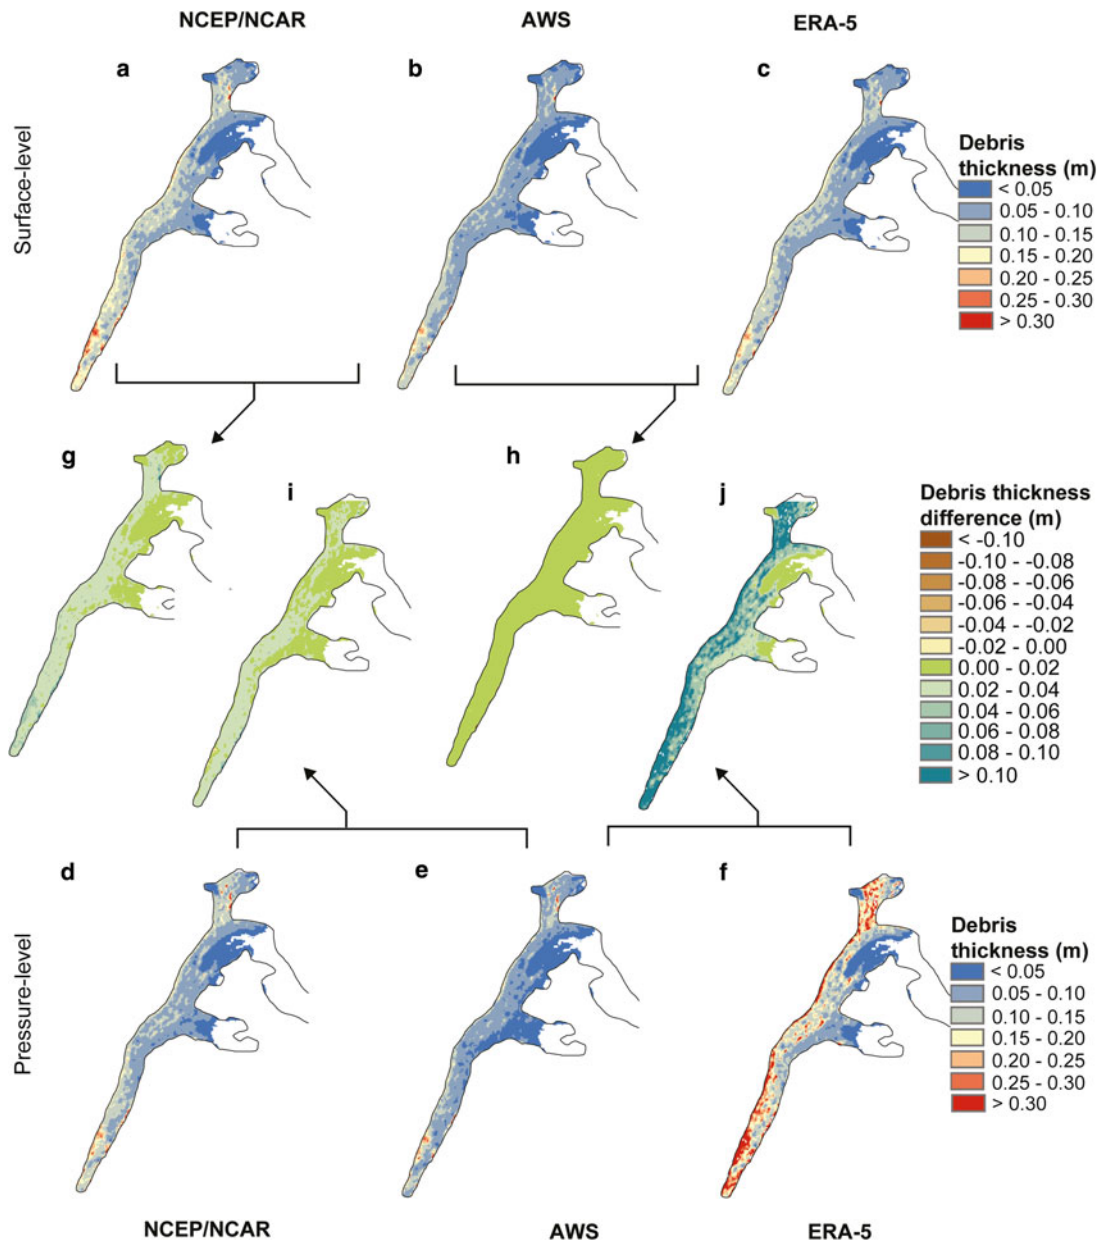 NCEP/NCAR
AWS
ERA-5
a
b
c
Surface-level
Debris
thickness (m)
< 0.05
0.05 - 0.10
0.10 - 0.15
0.15 - 0.20
0.20 - 0.25
0.25 - 0.30
> 0.30
g
h
i
j
Debris thickness
difference (m)
< -0.10
-0.10 - -0.08
-0.08 - -0.06
-0.06 - -0.04
-0.04 - -0.02
-0.02 - 0.00
0.00 - 0.02
0.02 - 0.04
0.04 - 0.06
0.06 - 0.08
0.08 - 0.10
> 0.10
d
e
f
Pressure-level
Debris
thickness (m)
< 0.05
0.05 - 0.10
0.10 - 0.15
0.15 - 0.20
0.20 - 0.25
0.25 - 0.30
> 0.30
NCEP/NCAR
AWS
ERA-5